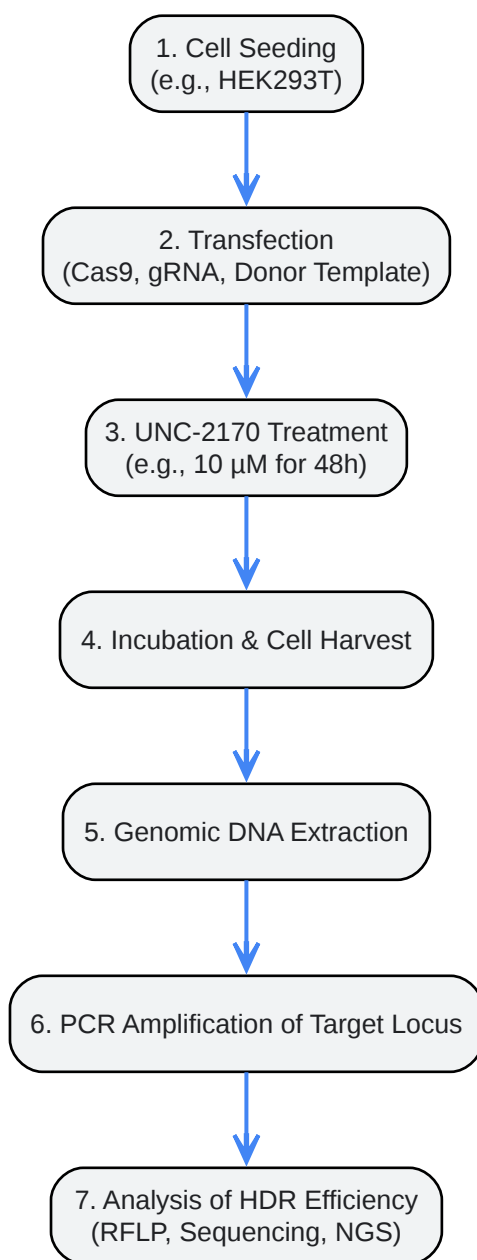 1. Cell Seeding
(e.g., HEK293T)
2. Transfection
(Cas9, gRNA, Donor Template)
3. UNC-2170 Treatment
(e.g., 10 µM for 48h)
4. Incubation & Cell Harvest
5. Genomic DNA Extraction
6. PCR Amplification of Target Locus
7. Analysis of HDR Efficiency
(RFLP, Sequencing, NGS)